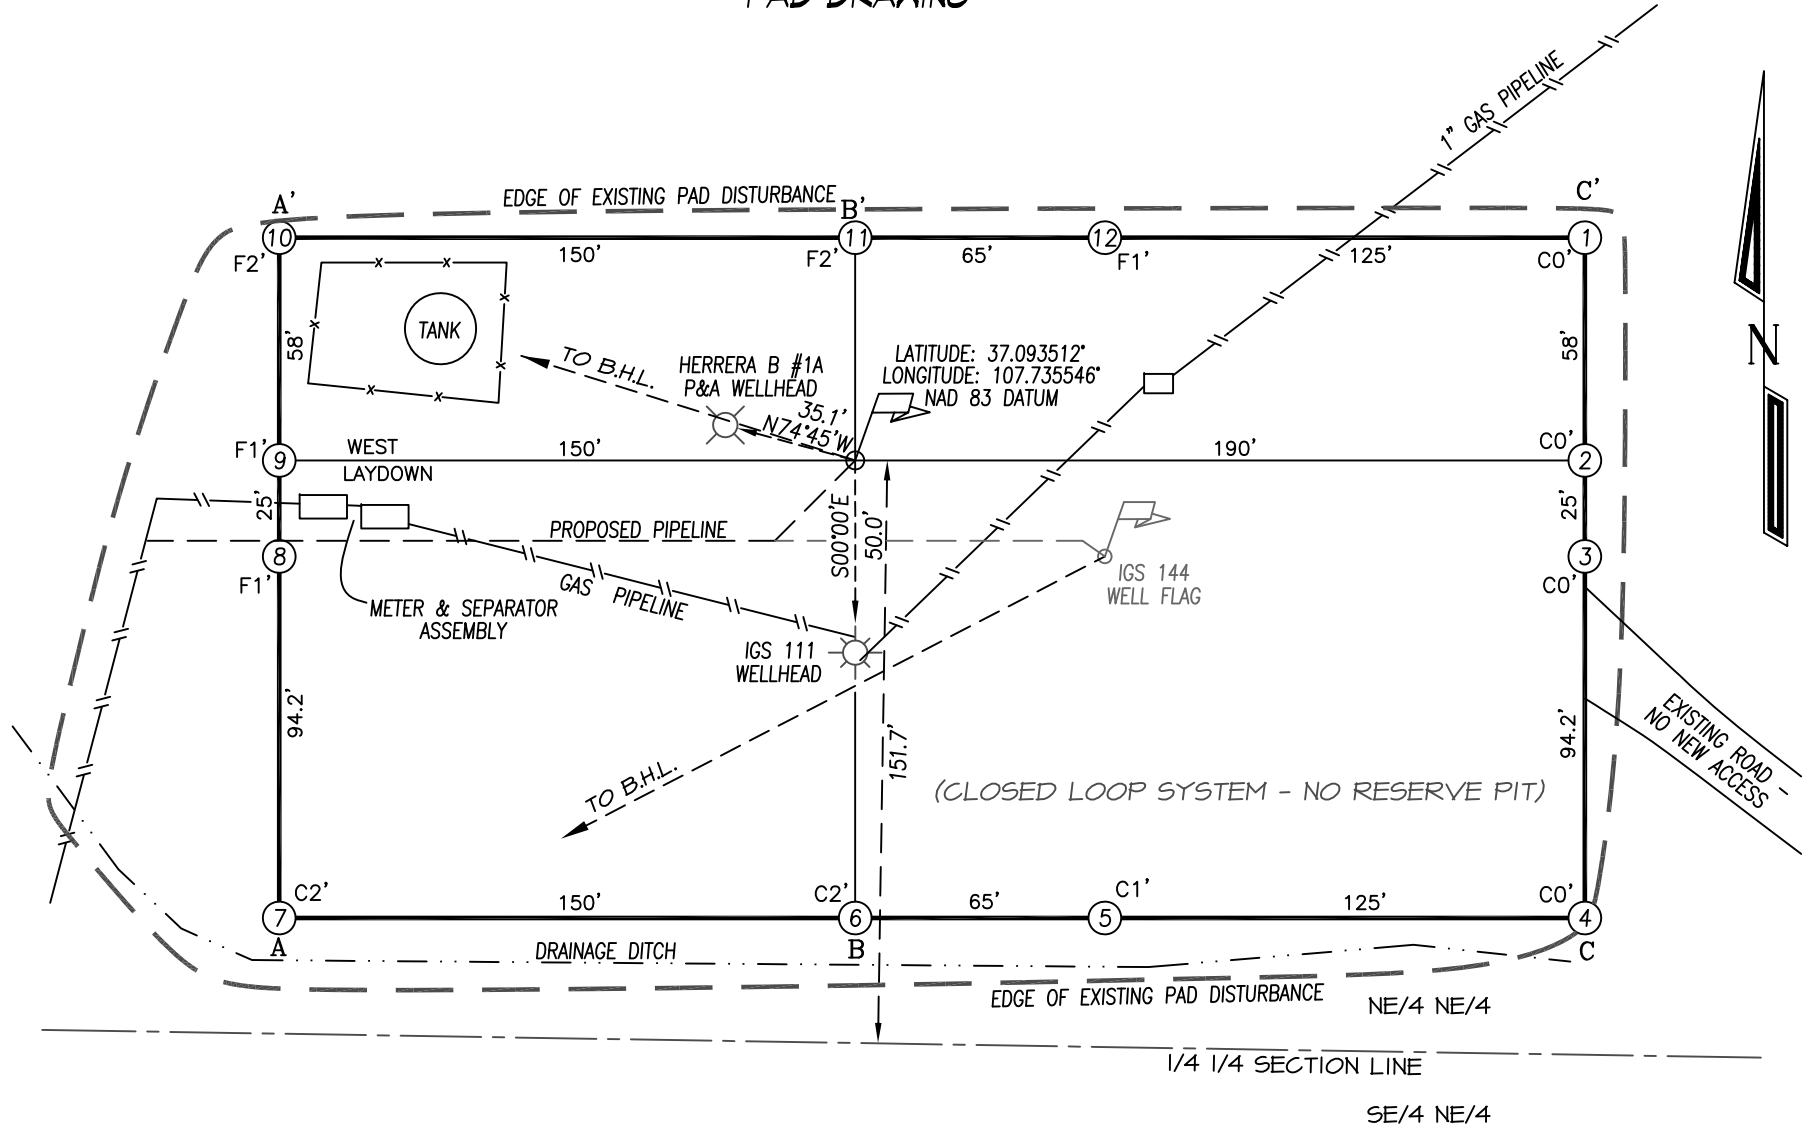 PAD DRAWING
1" GAS PIPELINE
EDGE OF EXISTING PAD DISTURBANCE
A'
B'
C'
10
11
12
1
F2'
150'
F2'
65'
F1'
125'
C0'
TANK
58'
58'
N
TO B.H.L.
HERRERA B #1A
P&A WELLHEAD
LATITUDE: 37.093512°
LONGITUDE: 107.735546°
NAD 83 DATUM
35.1'
N74°45'W
F1'
9
WEST
LAYDOWN
150'
190'
C0'
2
25'
PROPOSED PIPELINE
S00°00'E
50.0'
25'
8
F1'
3
C0'
IGS 144
WELL FLAG
GAS PIPELINE
METER & SEPARATOR
ASSEMBLY
IGS 111
WELLHEAD
94.2'
94.2'
151.7'
EXISTING ROAD -
NO NEW ACCESS
TO B.H.L.
(CLOSED LOOP SYSTEM - NO RESERVE PIT)
C2'
150'
C2'
65'
C1'
125'
C0'
7
6
5
4
A
B
C
DRAINAGE DITCH
EDGE OF EXISTING PAD DISTURBANCE
NE/4 NE/4
1/4 1/4 SECTION LINE
SE/4 NE/4